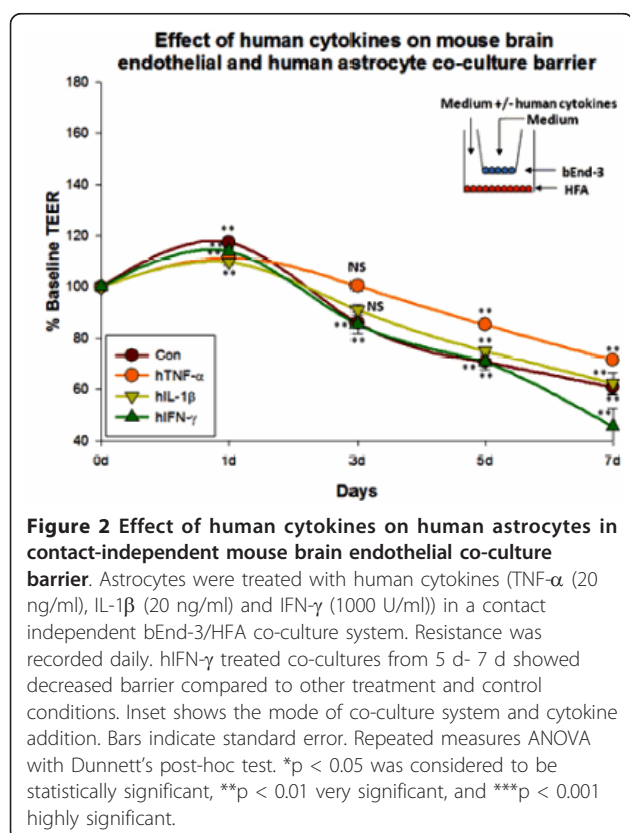 Effect of human cytokines on mouse brain
endothelial and human astrocyte co-culture barrier
180
160
140
120
100
80
60
40
% Baseline TEER
Medium +/- human cytokines
Medium
bEnd-3
HFA
**
**
**
**
NS
NS
**
**
**
**
**
**
**
**
**
**
Con
hTNF-α
hIL-1β
hIFN-γ
0d 1d 3d 5d 7d
Days
Figure 2 Effect of human cytokines on human astrocytes in
contact-independent mouse brain endothelial co-culture
barrier. Astrocytes were treated with human cytokines (TNF-α (20
ng/ml), IL-1β (20 ng/ml) and IFN-γ (1000 U/ml)) in a contact
independent bEnd-3/HFA co-culture system. Resistance was
recorded daily. hIFN-γ treated co-cultures from 5 d- 7 d showed
decreased barrier compared to other treatment and control
conditions. Inset shows the mode of co-culture system and cytokine
addition. Bars indicate standard error. Repeated measures ANOVA
with Dunnett's post-hoc test. *p < 0.05 was considered to be
statistically significant, **p < 0.01 very significant, and ***p < 0.001
highly significant.